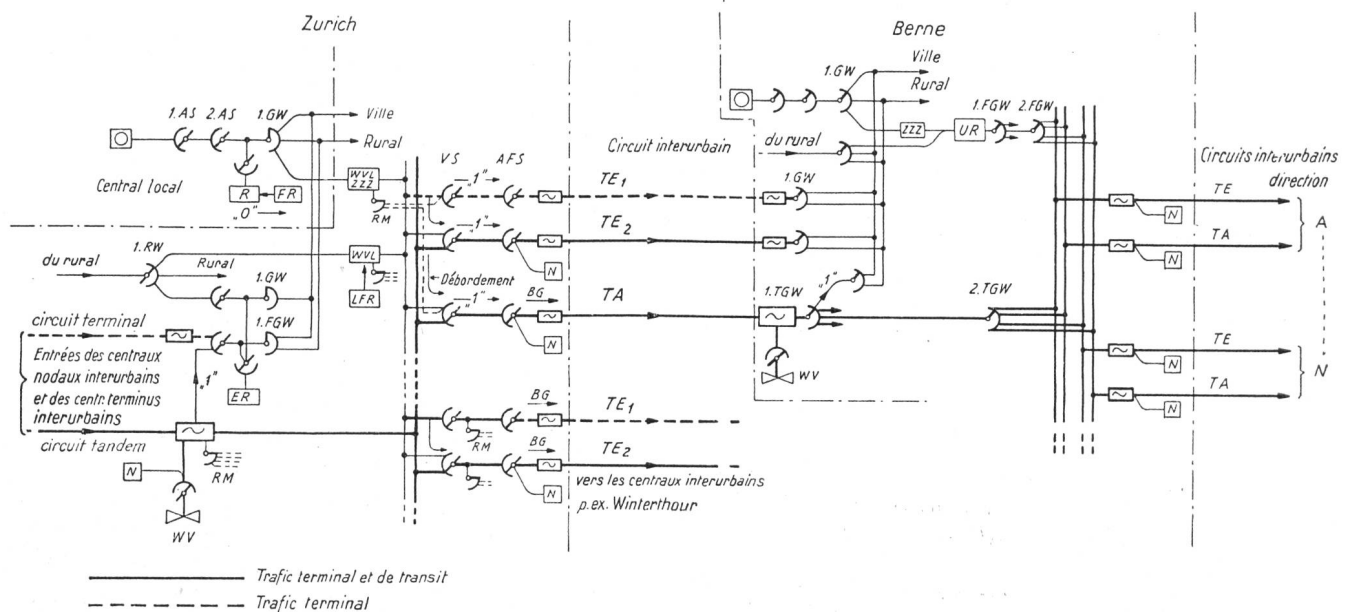 Zurich
Berne
1.AS 2.AS 1.GW
Ville
Rural
Central local
R FR
„0"
WVL
ZZZ
RM
VS AFS
„1"
Circuit interurbain
TE1
TE2
N
Débordement
„1"
„1"
BG
TA
N
1.RW
du rural
Rural
1.GW
WVL
LFR
circuit terminal
1.FGW
Entrées des centraux
nodaux interurbains
et des centr. terminus
interurbains
„1"
ER
circuit tandem
RM
N
WV
BG
TE1
RM
BG
TE2
N
vers les centraux interurbains
p.ex. Winterthour
1.GW
Ville
Rural
1.FGW 2.FGW
ZZZ UR
du rural
1.GW
1.TGW
„1"
2.TGW
WV
Circuits interurbains
direction
TE
N
A
TA
N
TE
N
N
TA
N
Trafic terminal et de transit
Trafic terminal